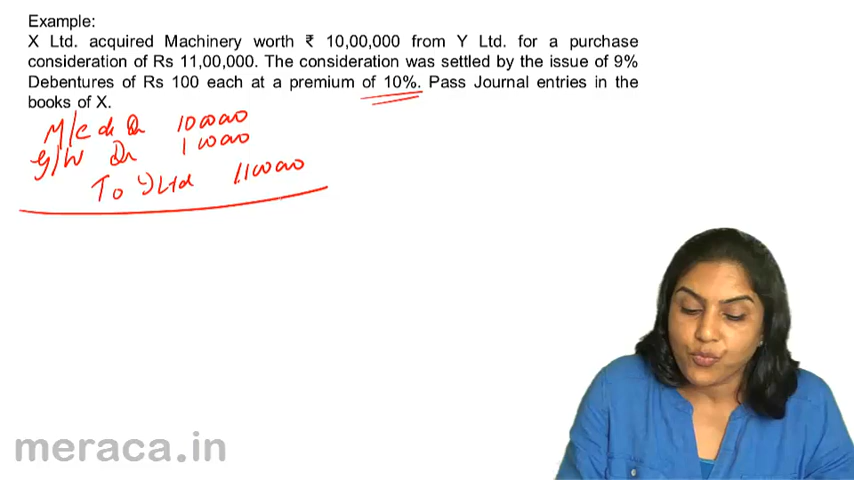 Example:
X Ltd. acquired Machinery worth ₹ 10,00,000 from Y Ltd. for a purchase
consideration of Rs 11,00,000. The consideration was settled by the issue of 9%
Debentures of Rs 100 each at a premium of 10%. Pass Journal entries in the
books of X.
M/C Dr 1000000
G/W Dr 100000
To Y Ltd 1100000
meraca.in